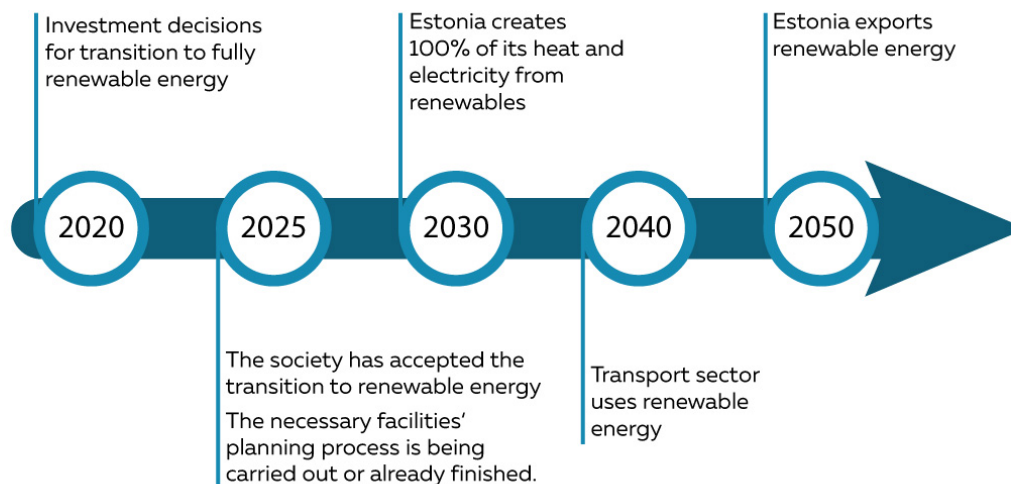 Investment decisions
for transition to fully
renewable energy
Estonia creates
100% of its heat and
electricity from
renewables
Estonia exports
renewable energy
2020
2025
2030
2040
2050
The society has accepted the
transition to renewable energy
The necessary facilities‘
planning process is being
carried out or already finished.
Transport sector
uses renewable
energy